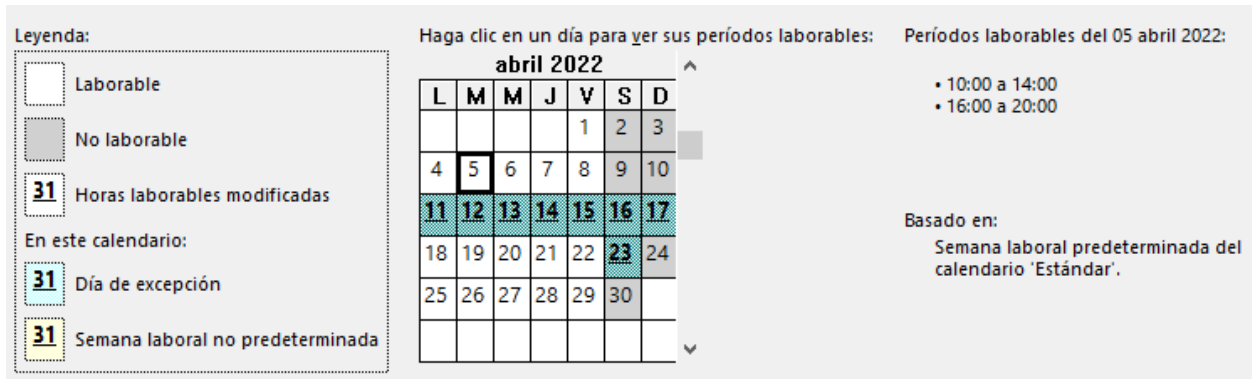 Leyenda:
Laborable
No laborable
31 Horas laborables modificadas
En este calendario:
31 Día de excepción
31 Semana laboral no predeterminada
Haga clic en un día para ver sus períodos laborables:
abril 2022
L M M J V S D
1 2 3
4 5 6 7 8 9 10
11 12 13 14 15 16 17
18 19 20 21 22 23 24
25 26 27 28 29 30
Períodos laborables del 05 abril 2022:
• 10:00 a 14:00
• 16:00 a 20:00
Basado en:
Semana laboral predeterminada del
calendario 'Estándar'.